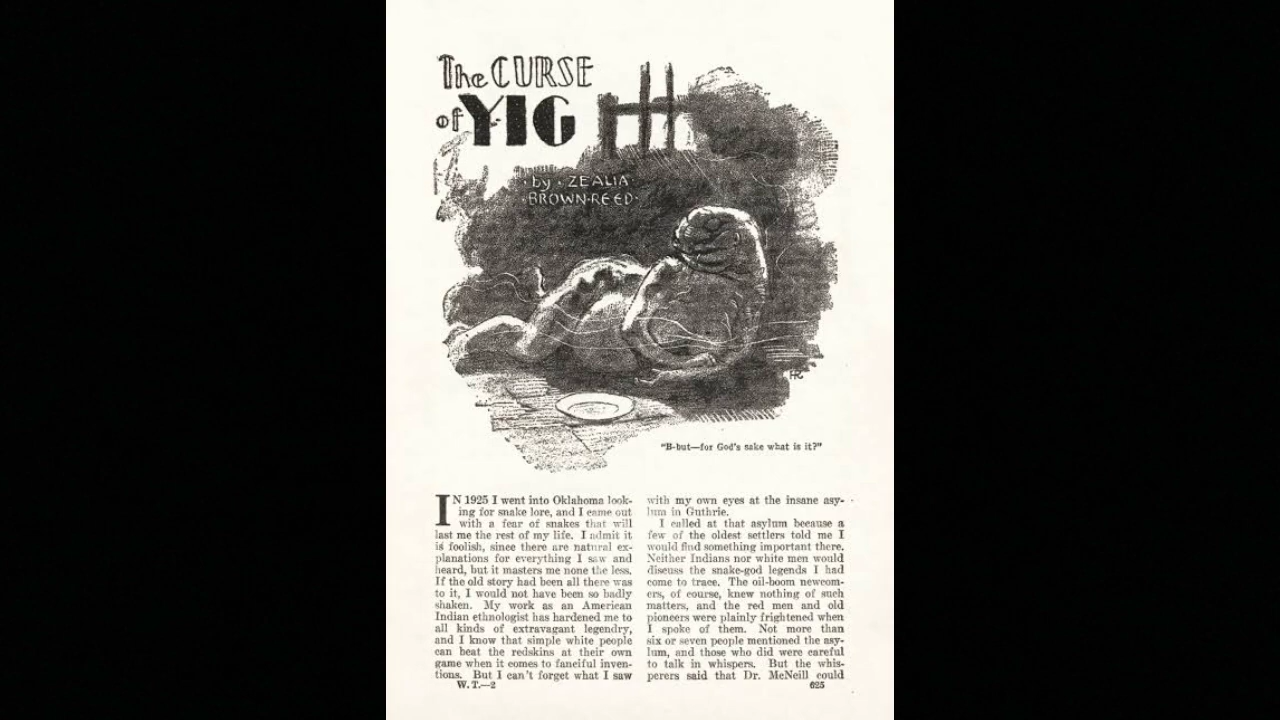 The CURSE
of YIG
by · ZEALIA
BROWN·REED·
HR
"B-but—for God's sake what is it?"
IN 1925 I went into Oklahoma look-
ing for snake lore, and I came out
with a fear of snakes that will
last me the rest of my life. I admit it
is foolish, since there are natural ex-
planations for everything I saw and
heard, but it masters me none the less.
If the old story had been all there was
to it, I would not have been so badly
shaken. My work as an American
Indian ethnologist has hardened me to
all kinds of extravagant legendry,
and I know that simple white people
can beat the redskins at their own
game when it comes to fanciful inven-
tions. But I can't forget what I saw
W. T.—2
with my own eyes at the insane asy-
lum in Guthrie.
I called at that asylum because a
few of the oldest settlers told me I
would find something important there.
Neither Indians nor white men would
discuss the snake-god legends I had
come to trace. The oil-boom newcom-
ers, of course, knew nothing of such
matters, and the red men and old
pioneers were plainly frightened when
I spoke of them. Not more than
six or seven people mentioned the asy-
lum, and those who did were careful
to talk in whispers. But the whis-
perers said that Dr. McNeill could
625